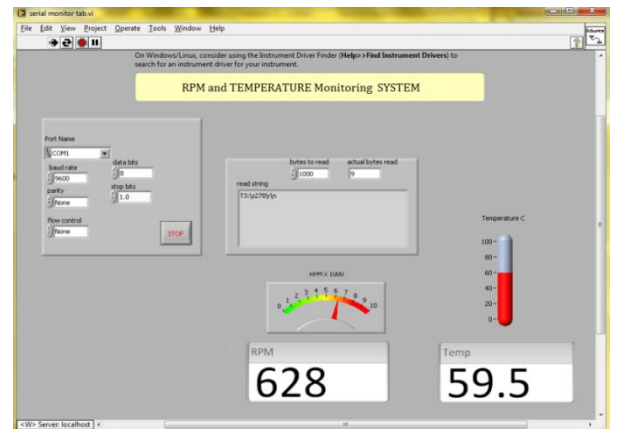 serial monitor tab.vi
File Edit View Project Operate Tools Window Help
On Windows/Linux, consider using the Instrument Driver Finder (Help>>Find Instrument Drivers) to
search for an instrument driver for your instrument.
RPM and TEMPERATURE Monitoring SYSTEM
Port Name
COM1
baud rate
9600
data bits
8
parity
None
stop bits
1.0
flow control
None
STOP
bytes to read
1000
actual bytes read
9
read string
Temperature C
100
80
60
40
20
0
RPM x 1000
0 1 2 3 4 5 6 7 8 9 10
RPM
628
Temp
59.5
<W> Server: localhost